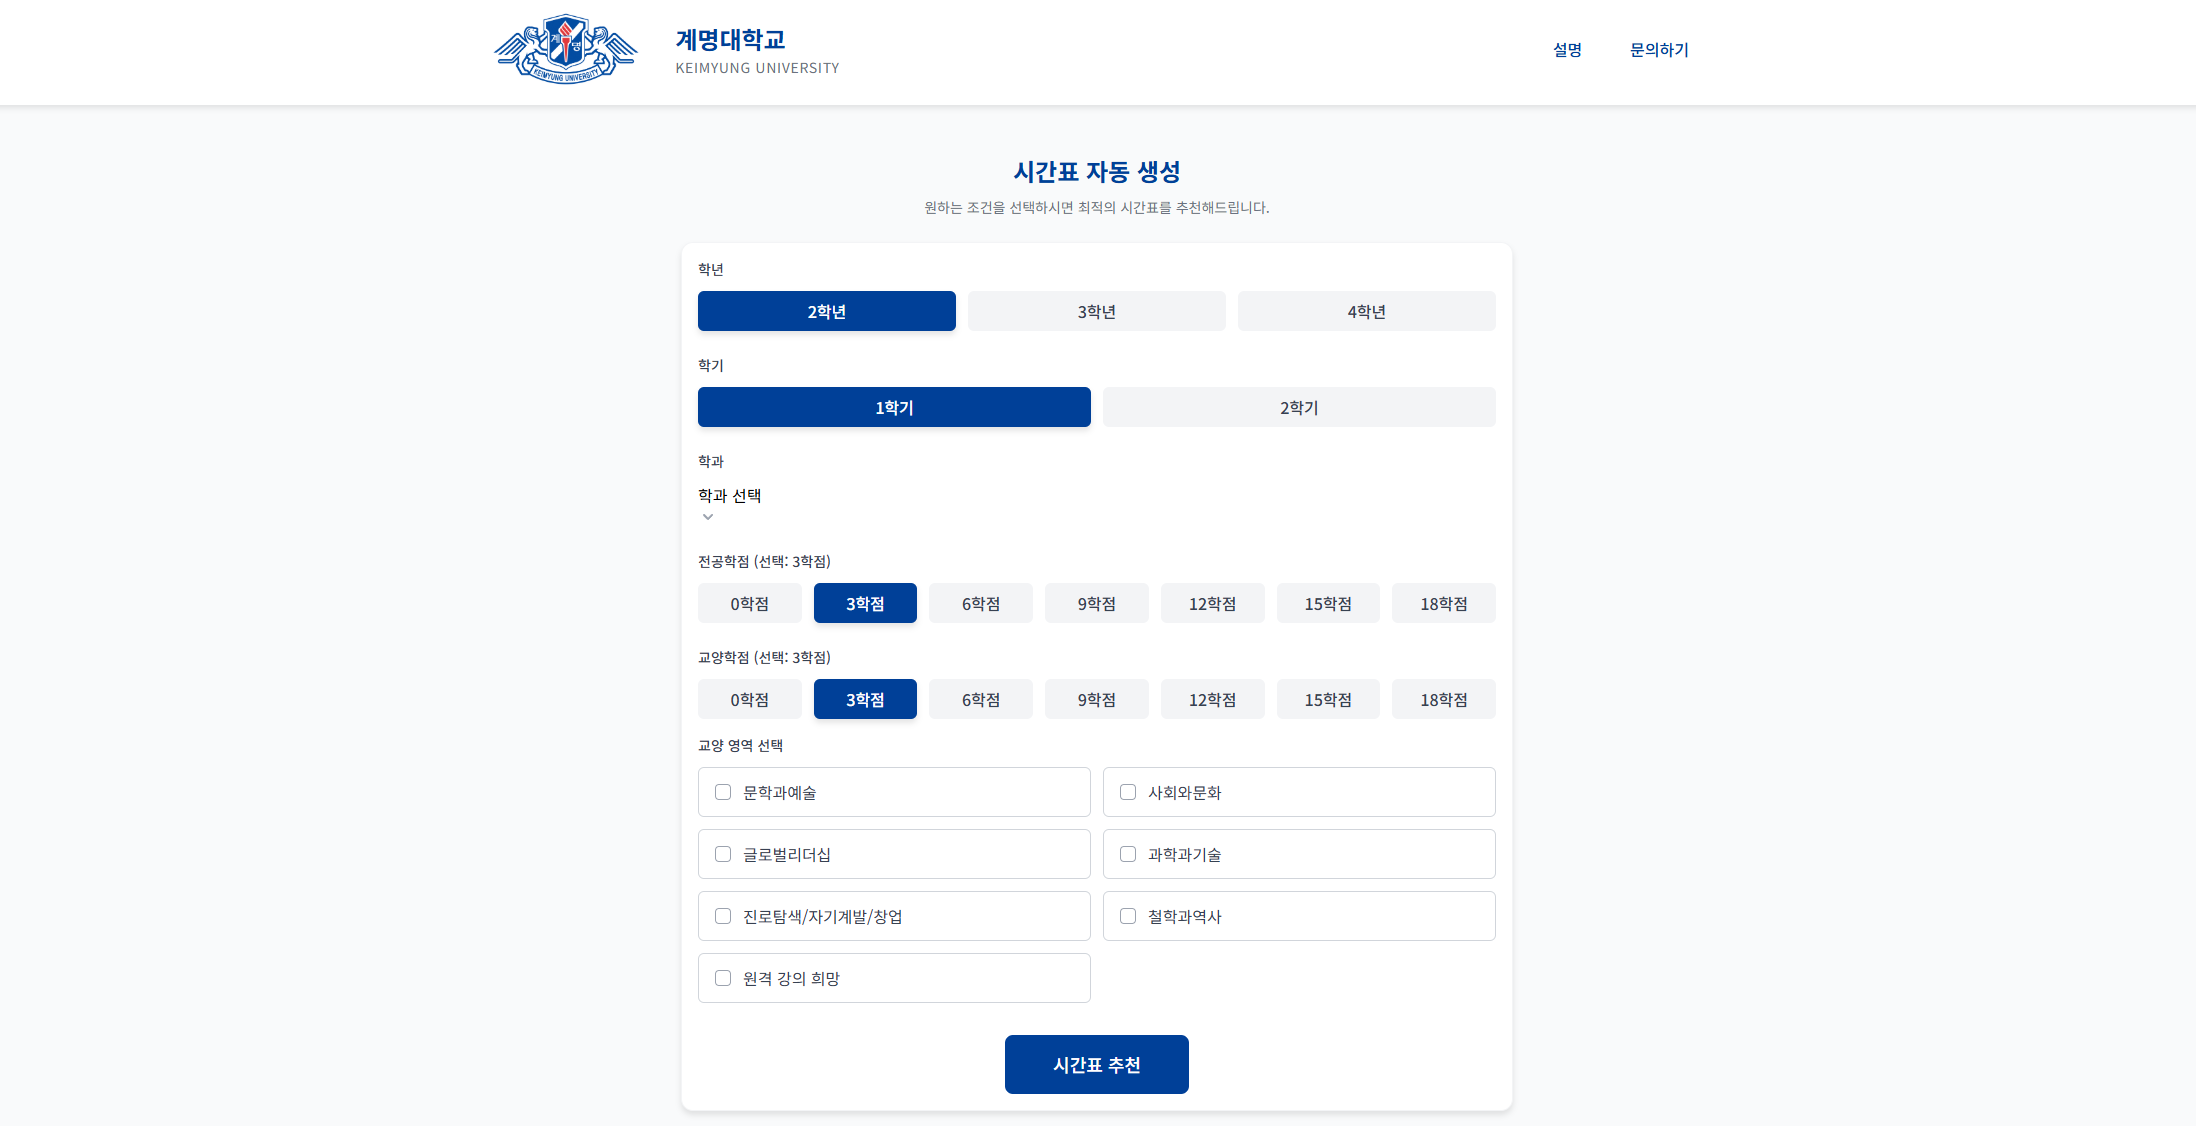 계명
KEIMYUNG UNIVERSITY
계명대학교
KEIMYUNG UNIVERSITY
설명
문의하기
시간표 자동 생성
원하는 조건을 선택하시면 최적의 시간표를 추천해드립니다.
학년
2학년
3학년
4학년
학기
1학기
2학기
학과
학과 선택
전공학점 (선택: 3학점)
0학점
3학점
6학점
9학점
12학점
15학점
18학점
교양학점 (선택: 3학점)
0학점
3학점
6학점
9학점
12학점
15학점
18학점
교양 영역 선택
문학과예술
사회와문화
글로벌리더십
과학과기술
진로탐색/자기계발/창업
철학과역사
원격 강의 희망
시간표 추천